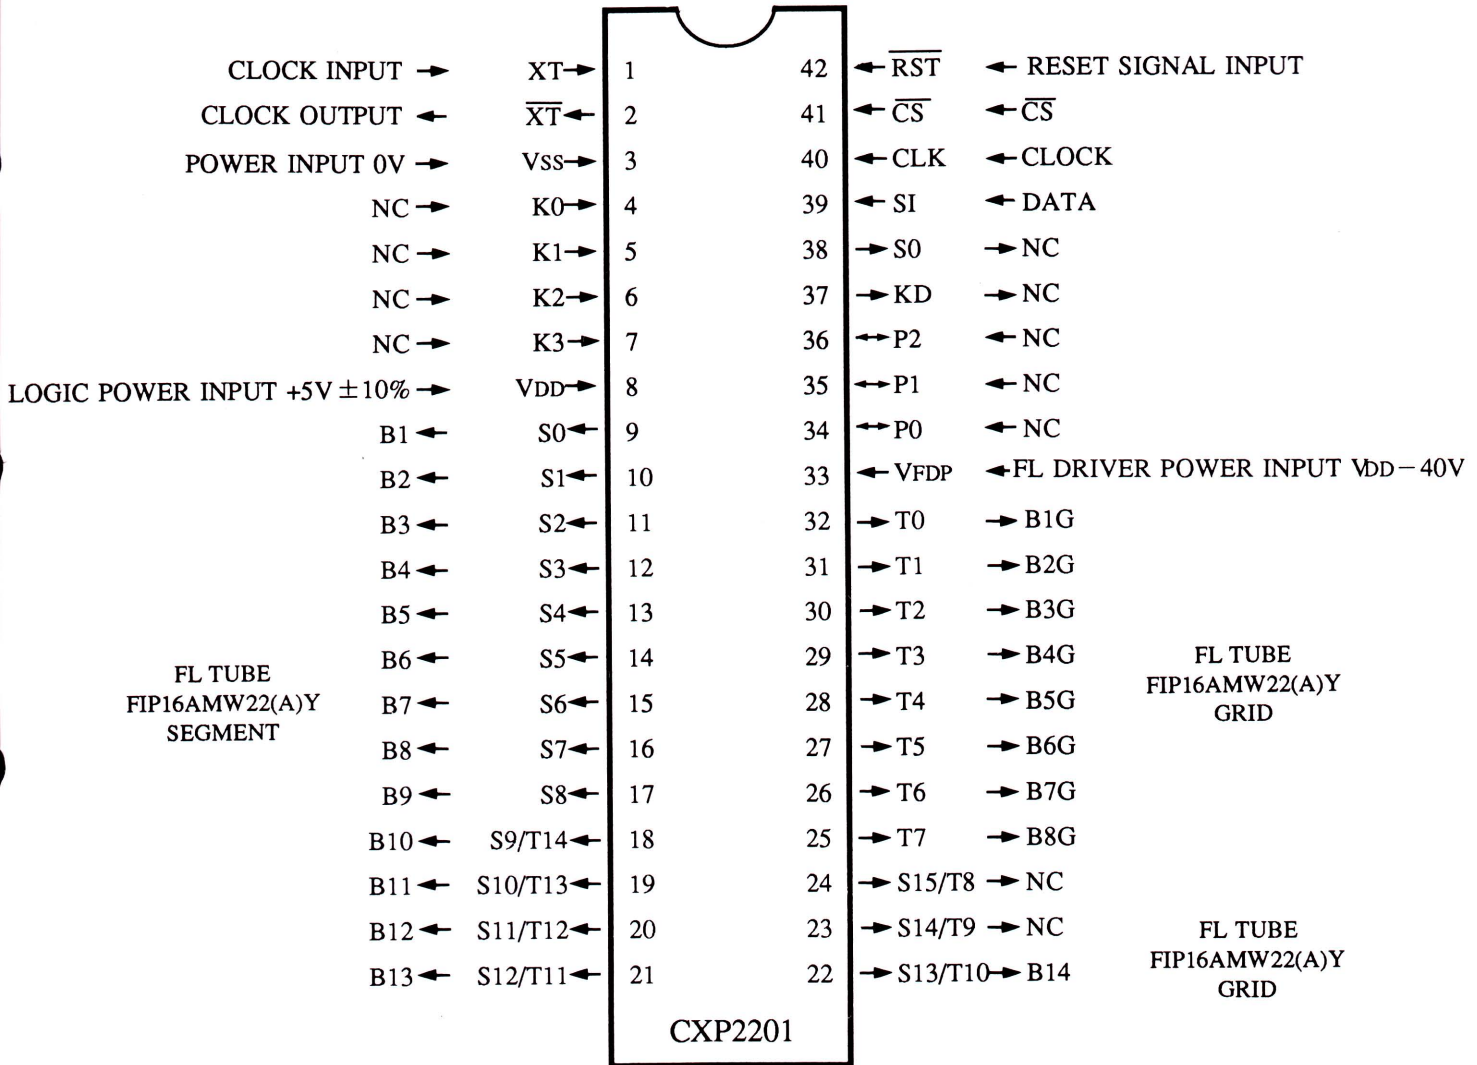 CLOCK INPUT → XT→ 1 42 ←R̅S̅T̅ ← RESET SIGNAL INPUT
CLOCK OUTPUT ← X̅T̅← 2 41 ←C̅S̅ ←C̅S̅
POWER INPUT 0V → VSS→ 3 40 ←CLK ←CLOCK
NC → K0→ 4 39 ←SI ←DATA
NC → K1→ 5 38 →S0 →NC
NC → K2→ 6 37 →KD →NC
NC → K3→ 7 36 ↔P2 ←NC
LOGIC POWER INPUT +5V±10% → VDD→ 8 35 ↔P1 ←NC
B1 ← S0← 9 34 ↔P0 ←NC
B2 ← S1← 10 33 ←VFDP ←FL DRIVER POWER INPUT VDD−40V
B3 ← S2← 11 32 →T0 →B1G
B4 ← S3← 12 31 →T1 →B2G
B5 ← S4← 13 30 →T2 →B3G
B6 ← S5← 14 29 →T3 →B4G
B7 ← S6← 15 28 →T4 →B5G
B8 ← S7← 16 27 →T5 →B6G
B9 ← S8← 17 26 →T6 →B7G
B10 ← S9/T14← 18 25 →T7 →B8G
B11 ← S10/T13← 19 24 →S15/T8 →NC
B12 ← S11/T12← 20 23 →S14/T9 →NC
B13 ← S12/T11← 21 22 →S13/T10→ B14
FL TUBE
FIP16AMW22(A)Y
SEGMENT
FL TUBE
FIP16AMW22(A)Y
GRID
FL TUBE
FIP16AMW22(A)Y
GRID
CXP2201